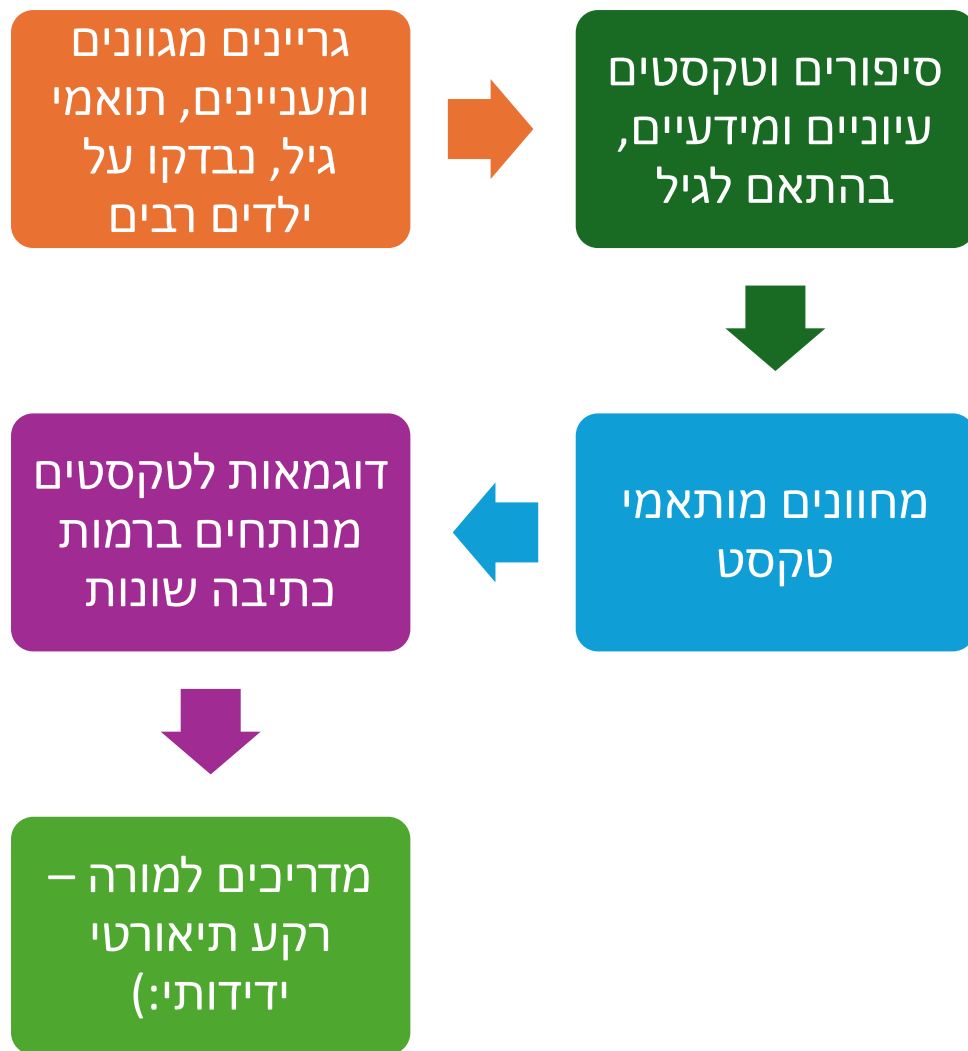 גריינים מגוונים
ומעניינים, תואמי
גיל, נבדקו על
ילדים רבים
סיפורים וטקסטים
עיוניים ומידעיים,
בהתאם לגיל
מחוונים מותאמי
טקסט
דוגמאות לטקסטים
מנותחים ברמות
כתיבה שונות
מדריכים למורה –
רקע תיאורטי
ידידותי:)